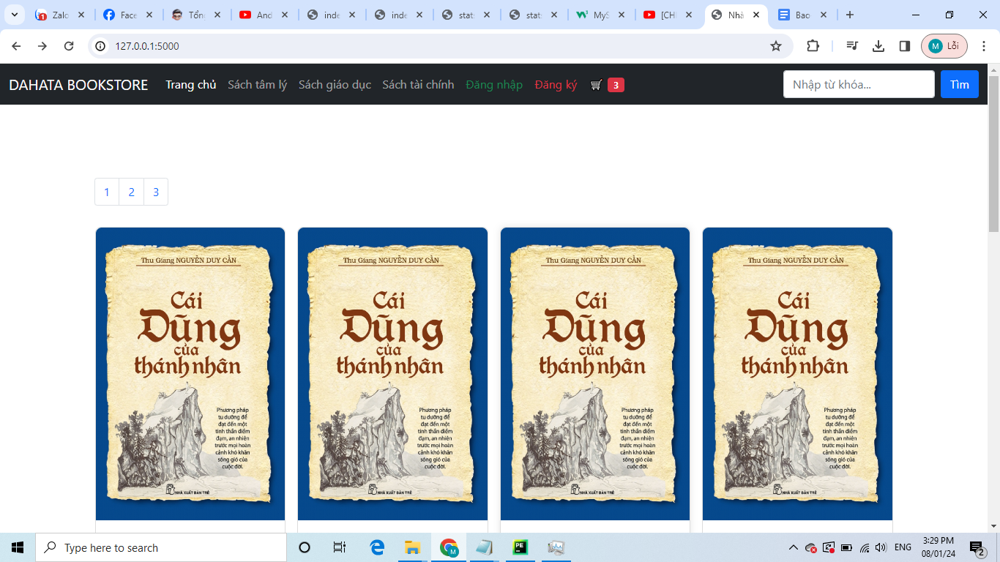 Zalo
Face
Tổn
And
inde
inde
stat
stat
MyS
[CH
Nhà
Bao
127.0.0.1:5000
M Lỗi
DAHATA BOOKSTORE Trang chủ Sách tâm lý Sách giáo dục Sách tài chính Đăng nhập Đăng ký 3 Nhập từ khóa... Tìm
1 2 3
Thu Giang NGUYỄN DUY CẦN
Cái
Dũng
của
thánh nhân
Phương pháp
tu dưỡng để
đạt đến một
tinh thần điềm
đạm, an nhiên
trước mọi hoàn
cảnh khó khăn
sóng gió của
cuộc đời.
NHÀ XUẤT BẢN TRẺ
Thu Giang NGUYỄN DUY CẦN
Cái
Dũng
của
thánh nhân
Phương pháp
tu dưỡng để
đạt đến một
tinh thần điềm
đạm, an nhiên
trước mọi hoàn
cảnh khó khăn
sóng gió của
cuộc đời.
NHÀ XUẤT BẢN TRẺ
Thu Giang NGUYỄN DUY CẦN
Cái
Dũng
của
thánh nhân
Phương pháp
tu dưỡng để
đạt đến một
tinh thần điềm
đạm, an nhiên
trước mọi hoàn
cảnh khó khăn
sóng gió của
cuộc đời.
NHÀ XUẤT BẢN TRẺ
Thu Giang NGUYỄN DUY CẦN
Cái
Dũng
của
thánh nhân
Phương pháp
tu dưỡng để
đạt đến một
tinh thần điềm
đạm, an nhiên
trước mọi hoàn
cảnh khó khăn
sóng gió của
cuộc đời.
NHÀ XUẤT BẢN TRẺ
Type here to search
ENG
3:29 PM
08/01/24
2